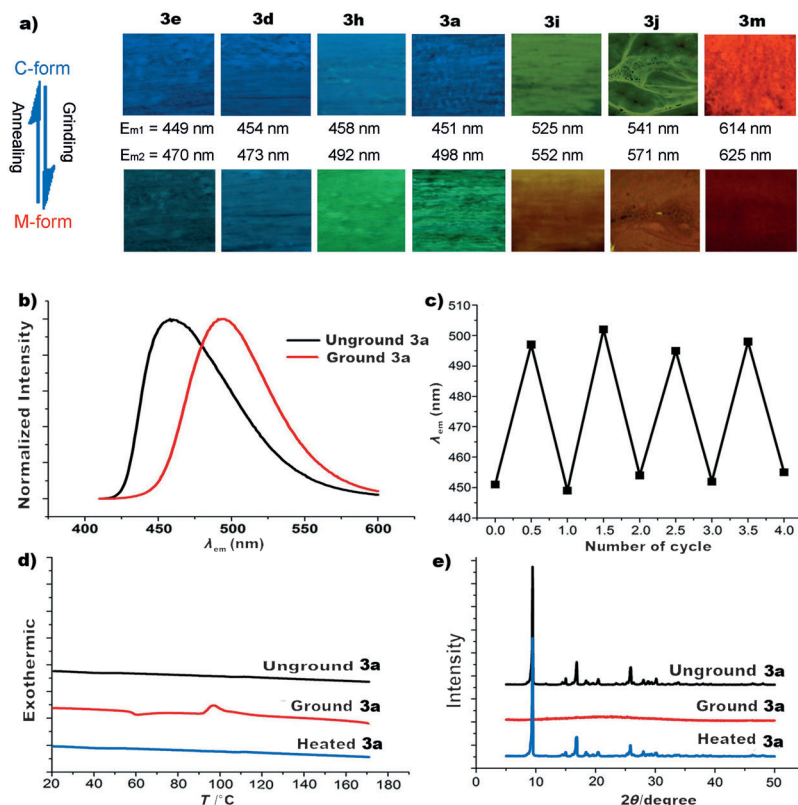 a)
3e 3d 3h 3a 3i 3j 3m
C-form
Annealing
Grinding
M-form
Em1 = 449 nm 454 nm 458 nm 451 nm 525 nm 541 nm 614 nm
Em2 = 470 nm 473 nm 492 nm 498 nm 552 nm 571 nm 625 nm
b)
Normalized Intensity
Unground 3a
Ground 3a
400 450 500 550 600
λem (nm)
c)
λem (nm)
510
500
490
480
470
460
450
440
0.0 0.5 1.0 1.5 2.0 2.5 3.0 3.5 4.0
Number of cycle
d)
Exothermic
Unground 3a
Ground 3a
Heated 3a
20 40 60 80 100 120 140 160 180
T /°C
e)
Intensity
Unground 3a
Ground 3a
Heated 3a
0 10 20 30 40 50
2θ/degree